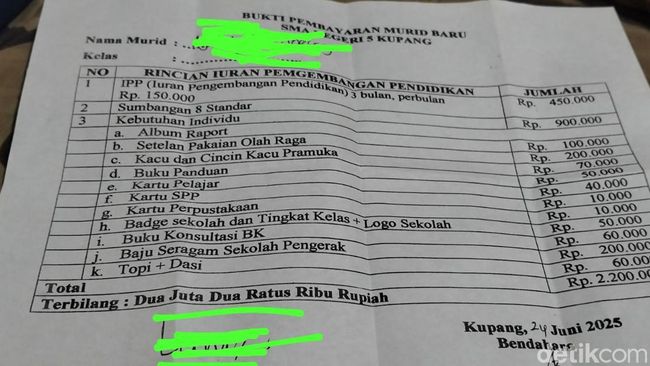 BUKTI PEMBAYARAN MURID BARU
SMA NEGERI 5 KUPANG
Nama Murid :
Kelas :
NO RINCIAN IURAN PEMGEMBANGAN PENDIDIKAN JUMLAH
1 IPP (Iuran Pengembangan Pendidikan) 3 bulan, perbulan Rp. 450.000
Rp. 150.000
2 Sumbangan 8 Standar Rp. 900.000
3 Kebutuhan Individu
a. Album Raport Rp. 100.000
b. Setelan Pakaian Olah Raga Rp. 200.000
c. Kacu dan Cincin Kacu Pramuka Rp. 70.000
d. Buku Panduan Rp. 50.000
e. Kartu Pelajar Rp. 40.000
f. Kartu SPP Rp. 10.000
g. Kartu Perpustakaan Rp. 10.000
h. Badge sekolah dan Tingkat Kelas + Logo Sekolah Rp. 50.000
i. Buku Konsultasi BK Rp. 60.000
j. Baju Seragam Sekolah Pengerak Rp. 200.000
k. Topi + Dasi Rp. 60.000
Total Rp. 2.200.000
Terbilang : Dua Juta Dua Ratus Ribu Rupiah
Kupang, 24 Juni 2025
Bendahara
detikcom